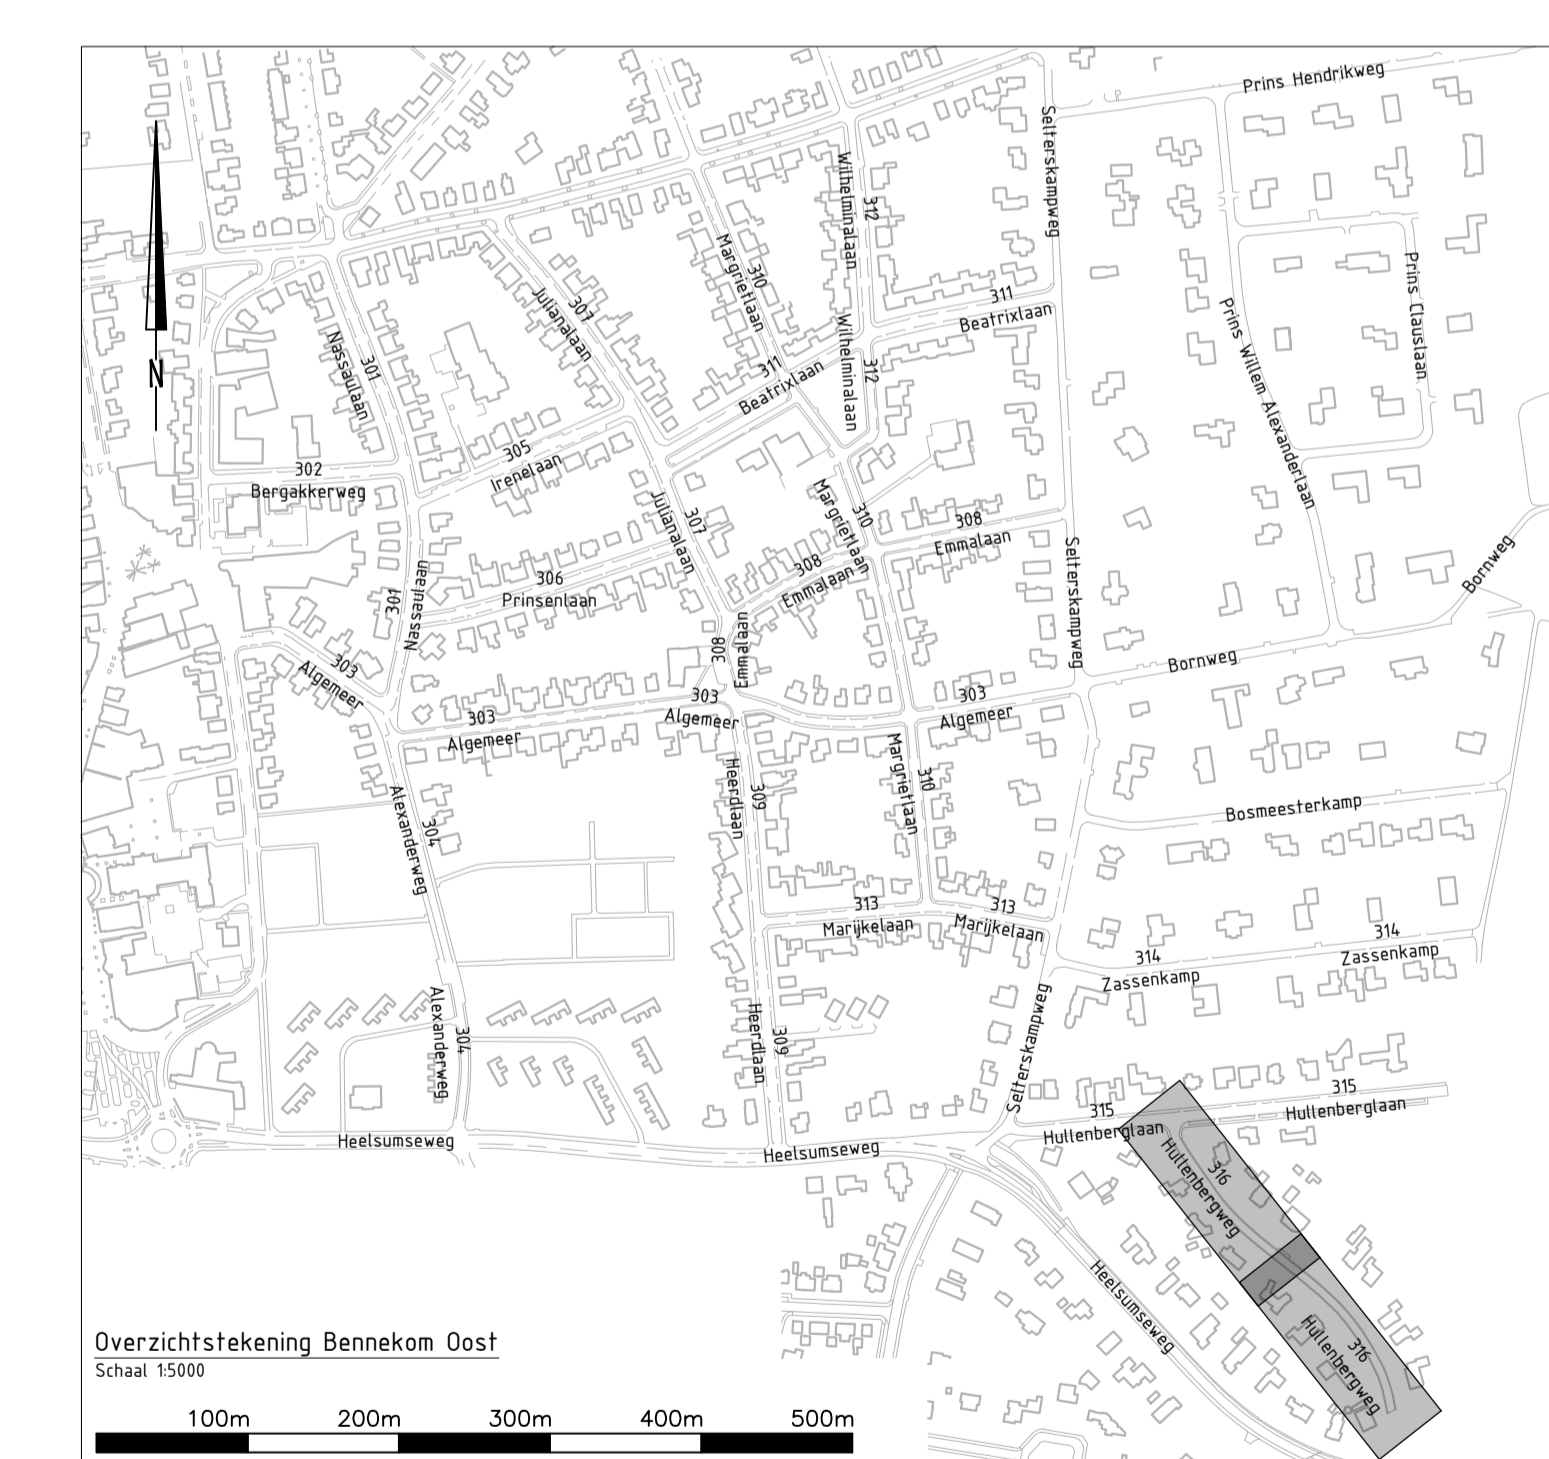 Prins Hendrikweg
Selterskampweg
Wilhelminalaan
312
Margrietlaan
310
Prins Clauslaan
Julianalaan
307
311
Beatrixlaan
Prins Willem Alexanderlaan
Nassaulaan
301
N
Wilhelminalaan
312
311
Beatrixlaan
305
Irenelaan
302
Bergakkerweg
Julianalaan
307
Margrietlaan
310
308
Emmalaan
Selterskampweg
Bornweg
308
Emmalaan
306
Prinsenlaan
301
Nassaulaan
308
Emmalaan
Bornweg
303
Algemeer
303
Algemeer
303
Algemeer
303
Algemeer
Heerdlaan
309
Margrietlaan
310
Alexanderweg
304
Bosmeesterkamp
313
Marijkelaan
313
Marijkelaan
314
Zassenkamp
314
Zassenkamp
Alexanderweg
304
Heerdlaan
309
Selterskampweg
315
Hullenberglaan
315
Hullenberglaan
Heelsumseweg
Heelsumseweg
316
Hullenbergweg
Heelsumseweg
316
Hullenbergweg
Overzichtstekening Bennekom Oost
Schaal 1:5000
100m 200m 300m 400m 500m